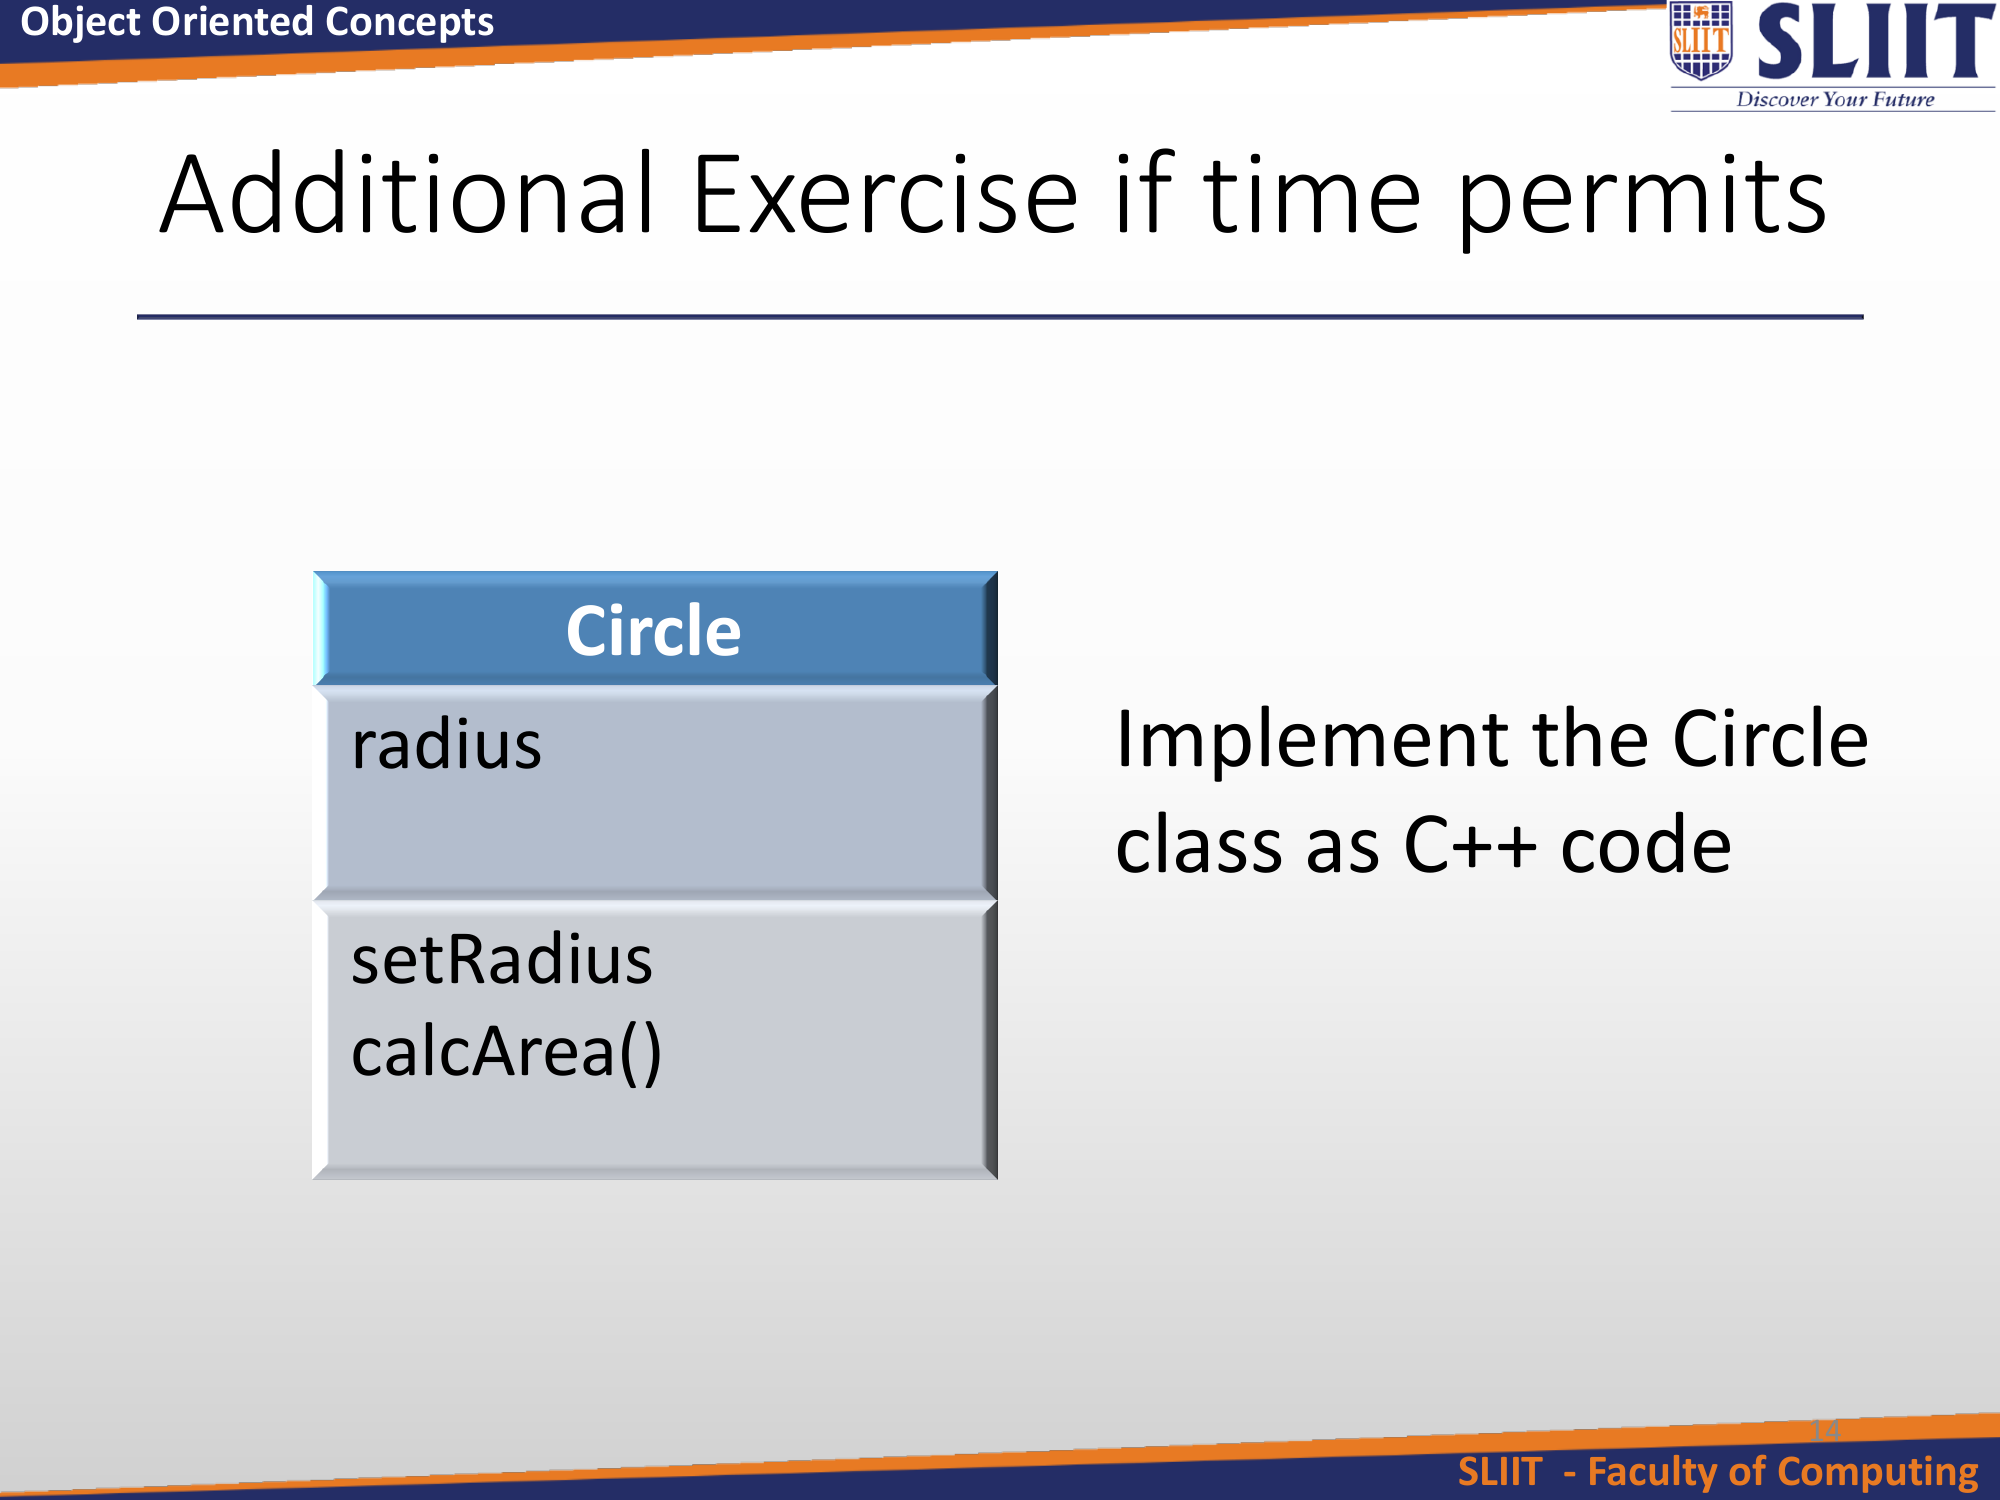 Object Oriented Concepts
SLIIT
SLIIT
Discover Your Future
Additional Exercise if time permits
Circle
radius
setRadius
calcArea()
Implement the Circle
class as C++ code
14
SLIIT - Faculty of Computing